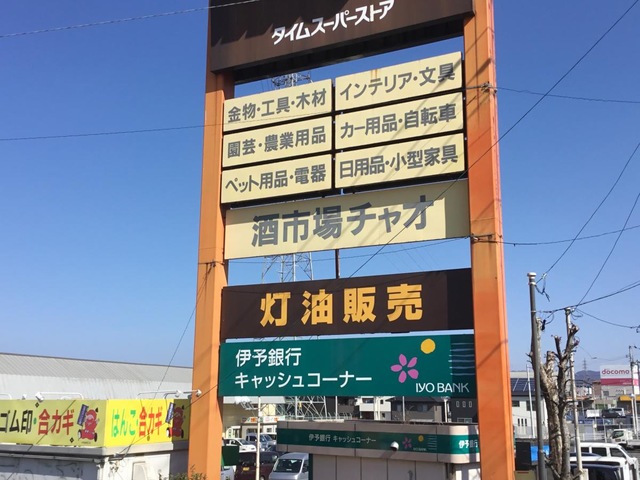 タイムスーパーストア
金物・工具・木材
インテリア・文具
園芸・農業用品
カー用品・自転車
ペット用品・電器
日用品・小型家具
酒市場チャオ
灯油販売
伊予銀行
キャッシュコーナー
IYO BANK
ゴム印・合カギ
はんこ合カギ
伊予銀行 キャッシュコーナー
伊予銀行
docomo